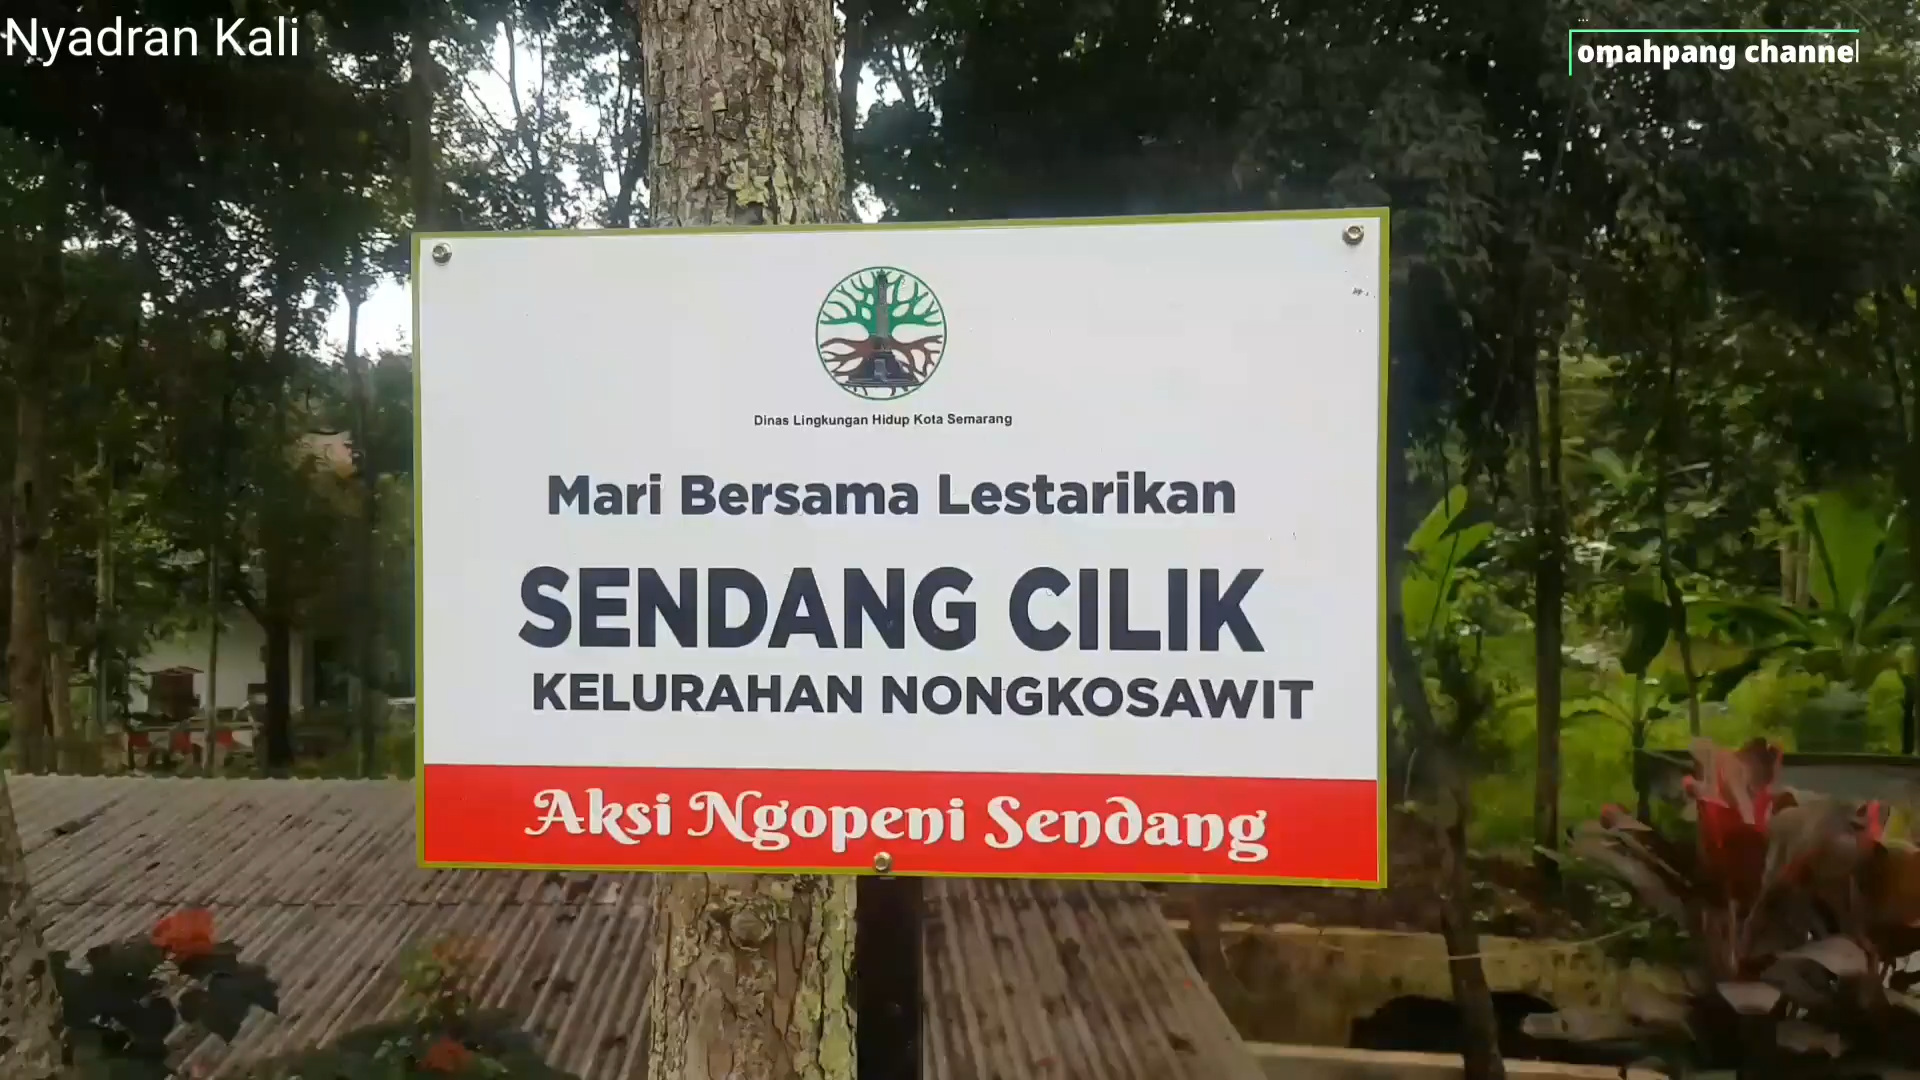 Nyadran Kali
omahpang channel
Dinas Lingkungan Hidup Kota Semarang
Mari Bersama Lestarikan
SENDANG CILIK
KELURAHAN NONGKOSAWIT
Aksi Ngopeni Sendang